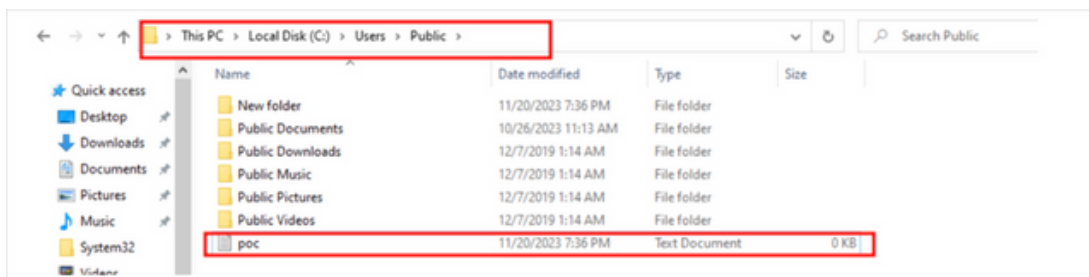 This PC > Local Disk (C:) > Users > Public >
Search Public
Name Date modified Type Size
Quick access
Desktop
Downloads
Documents
Pictures
Music
System32
Videos
New folder 11/20/2023 7:36 PM File folder
Public Documents 10/26/2023 11:13 AM File folder
Public Downloads 12/7/2019 1:14 AM File folder
Public Music 12/7/2019 1:14 AM File folder
Public Pictures 12/7/2019 1:14 AM File folder
Public Videos 12/7/2019 1:14 AM File folder
poc 11/20/2023 7:36 PM Text Document 0 KB